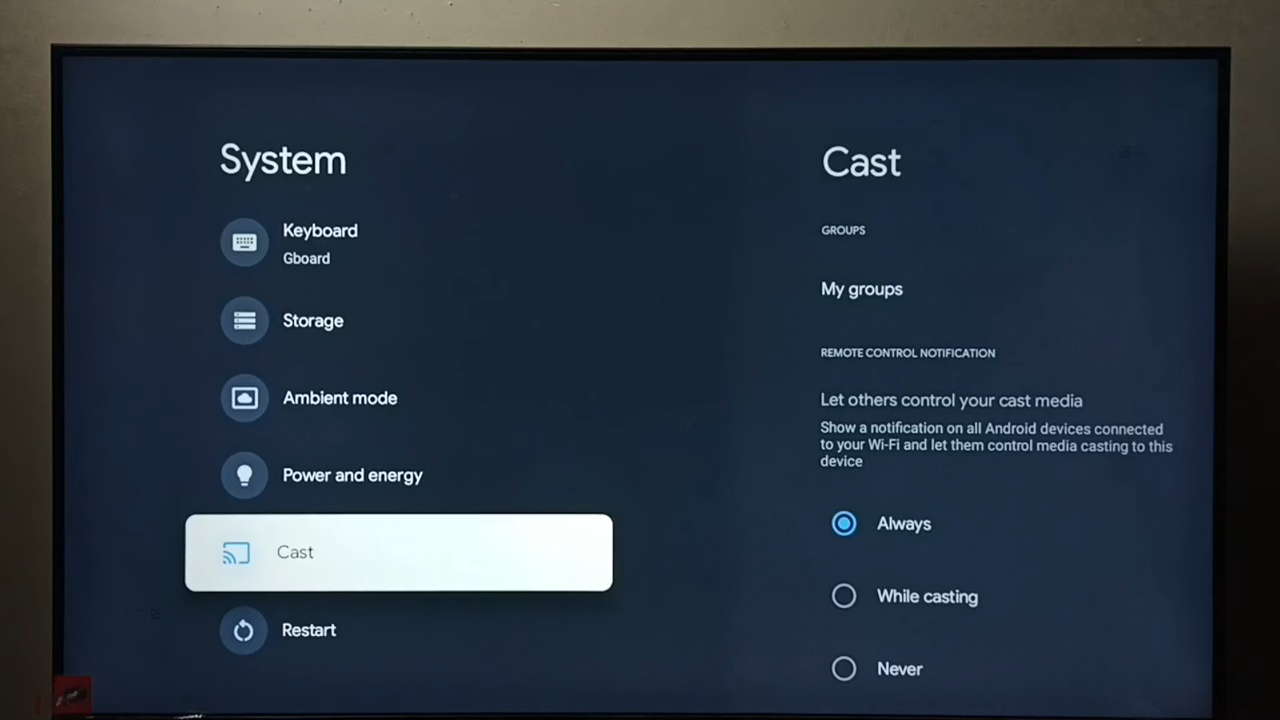 System
Keyboard
Gboard
Storage
Ambient mode
Power and energy
Cast
Restart
Cast
GROUPS
My groups
REMOTE CONTROL NOTIFICATION
Let others control your cast media
Show a notification on all Android devices connected
to your Wi-Fi and let them control media casting to this
device
Always
While casting
Never